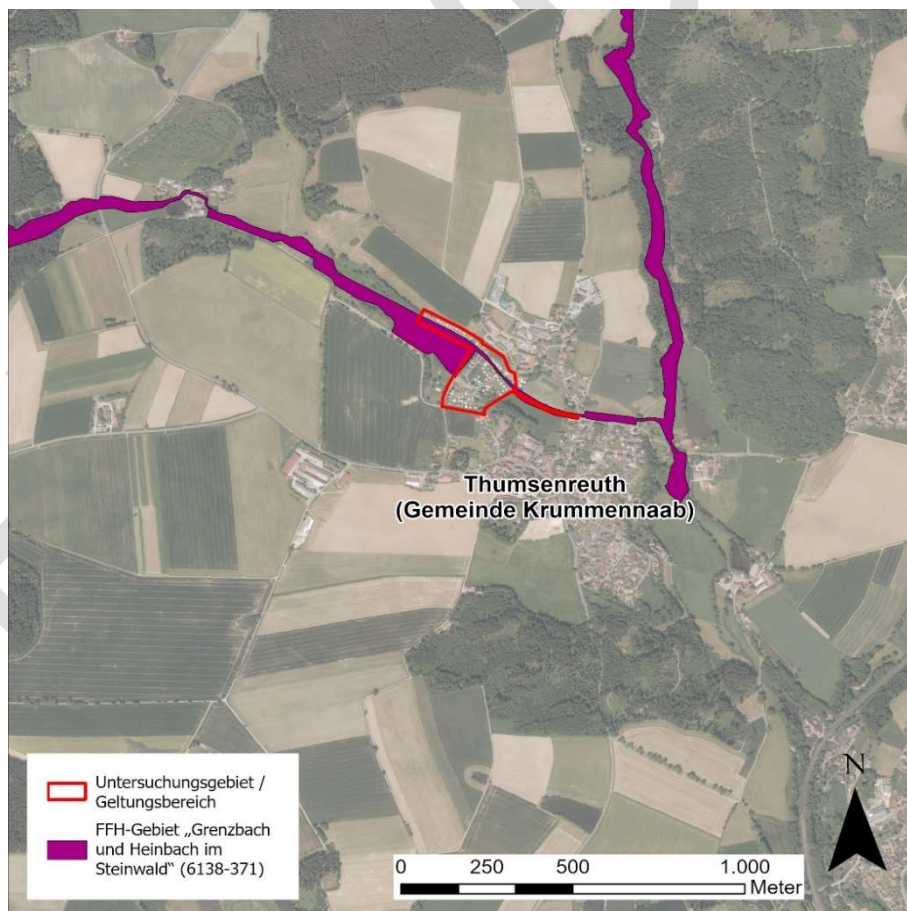 Thumsenreuth
(Gemeinde Krummennaab)
Untersuchungsgebiet /
Geltungsbereich
FFH-Gebiet „Grenzbach
und Heinbach im
Steinwald“ (6138-371)
N
0 250 500 1.000
Meter